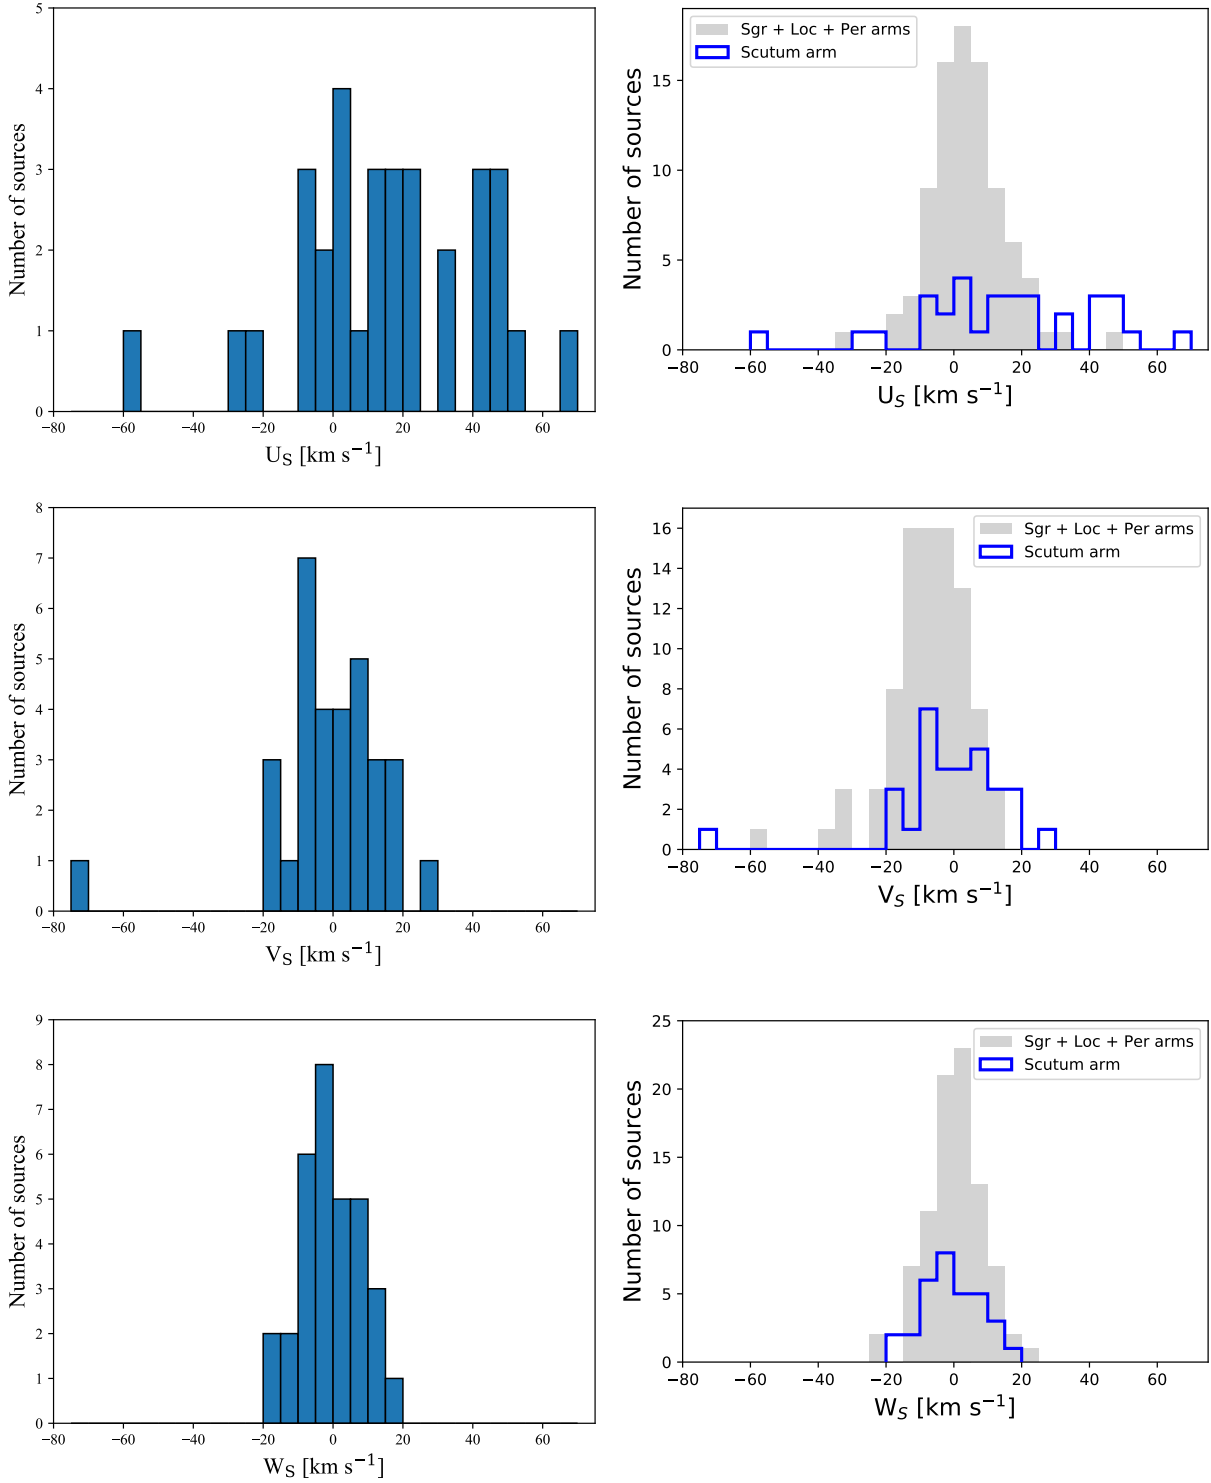 5
4
3
2
1
0
Number of sources
−80 −60 −40 −20 0 20 40 60
U_S [km s⁻¹]
Sgr + Loc + Per arms
Scutum arm
15
10
5
0
Number of sources
−80 −60 −40 −20 0 20 40 60
U_S [km s⁻¹]
8
7
6
5
4
3
2
1
0
Number of sources
−80 −60 −40 −20 0 20 40 60
V_S [km s⁻¹]
Sgr + Loc + Per arms
Scutum arm
16
14
12
10
8
6
4
2
0
Number of sources
−80 −60 −40 −20 0 20 40 60
V_S [km s⁻¹]
9
8
7
6
5
4
3
2
1
0
Number of sources
−80 −60 −40 −20 0 20 40 60
W_S [km s⁻¹]
Sgr + Loc + Per arms
Scutum arm
25
20
15
10
5
0
Number of sources
−80 −60 −40 −20 0 20 40 60
W_S [km s⁻¹]